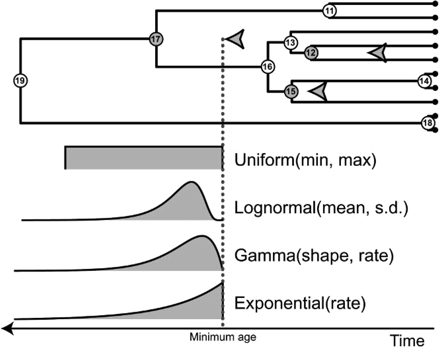 11
17
13
12
16
19
15
14
18
Uniform(min, max)
Lognormal(mean, s.d.)
Gamma(shape, rate)
Exponential(rate)
Minimum age
Time